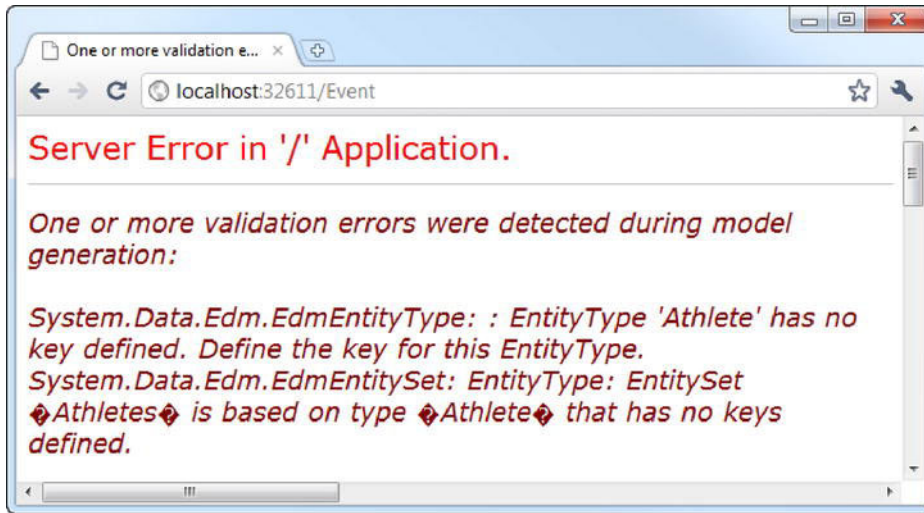 One or more validation e...
localhost:32611/Event
Server Error in '/' Application.
One or more validation errors were detected during model
generation:
System.Data.Edm.EdmEntityType: : EntityType 'Athlete' has no
key defined. Define the key for this EntityType.
System.Data.Edm.EdmEntitySet: EntityType: EntitySet
�Athletes� is based on type �Athlete� that has no keys
defined.